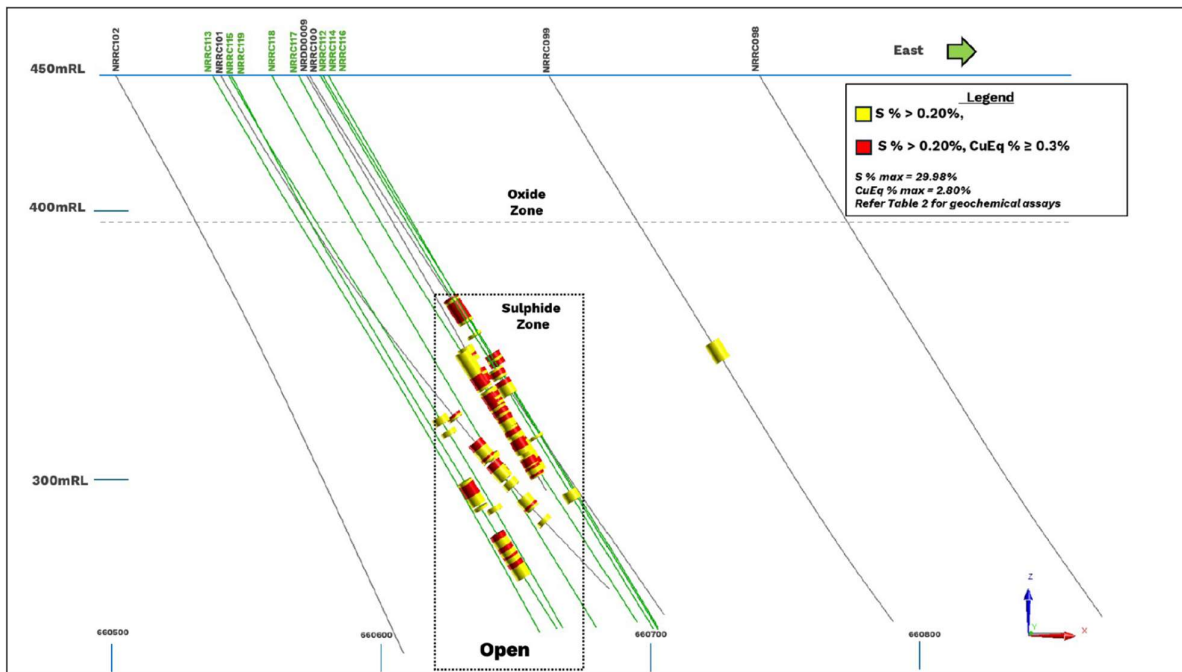 NRRC102
NRRC113
NRRC101
NRRC115
NRRC119
NRRC118
NRRC117
NRDD0009
NRRC100
NRRC112
NRRC114
NRRC116
NRRC099
NRRC098
East
450mRL
Legend
S % > 0.20%,
S % > 0.20%, CuEq % ≥ 0.3%
S % max = 29.98%
CuEq % max = 2.80%
Refer Table 2 for geochemical assays
Oxide
Zone
400mRL
Sulphide
Zone
300mRL
Z
Y
X
660500
660600
660700
660800
Open